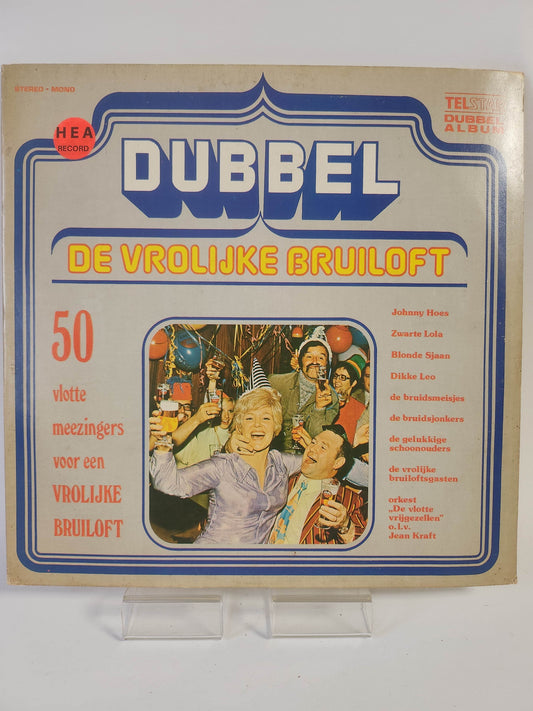 STEREO - MONO
TELSTAR
DUBBEL
ALBUM
HEA
RECORD
DUBBEL
DE VROLIJKE BRUILOFT
50
vlotte
meezingers
voor een
VROLIJKE
BRUILOFT
Johnny Hoes
Zwarte Lola
Blonde Sjaan
Dikke Leo
de bruidsmeisjes
de bruidsjonkers
de gelukkige
schoonouders
de vrolijke
bruiloftsgasten
orkest
„De vlotte
vrijgezellen"
o.l.v.
Jean Kraft